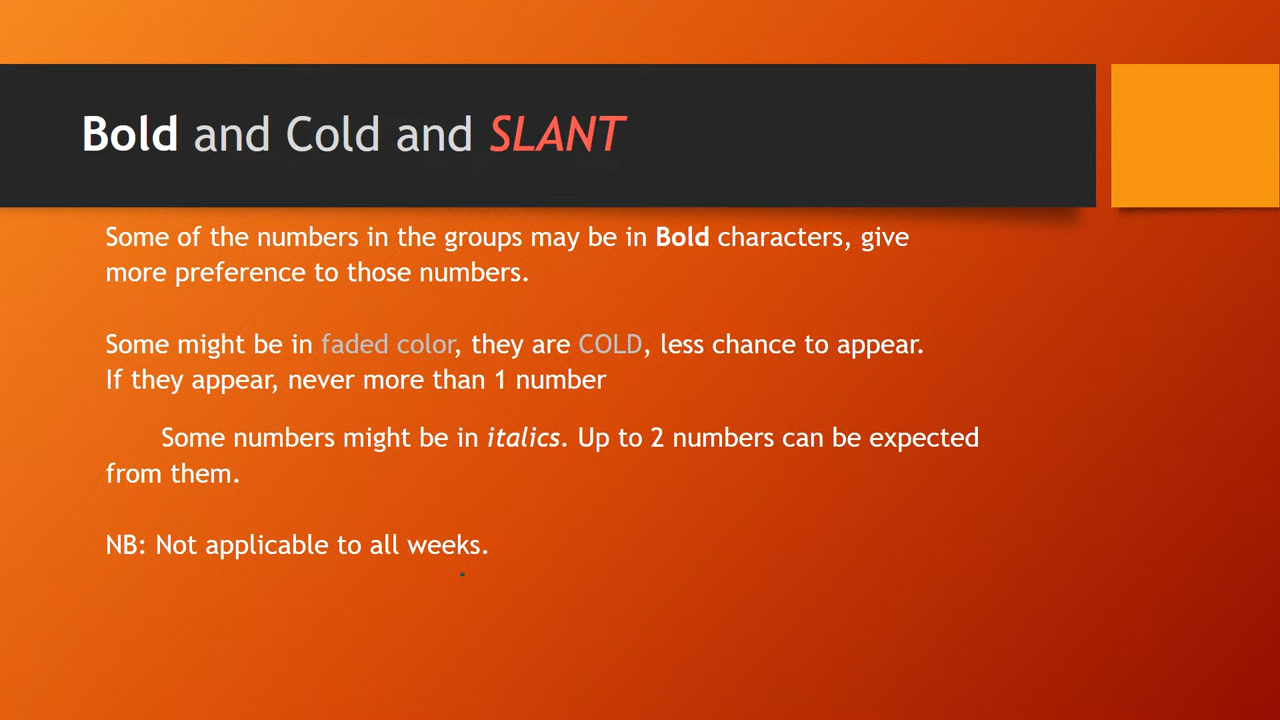 Bold and Cold and SLANT
Some of the numbers in the groups may be in Bold characters, give
more preference to those numbers.
Some might be in faded color, they are COLD, less chance to appear.
If they appear, never more than 1 number
Some numbers might be in italics. Up to 2 numbers can be expected
from them.
NB: Not applicable to all weeks.